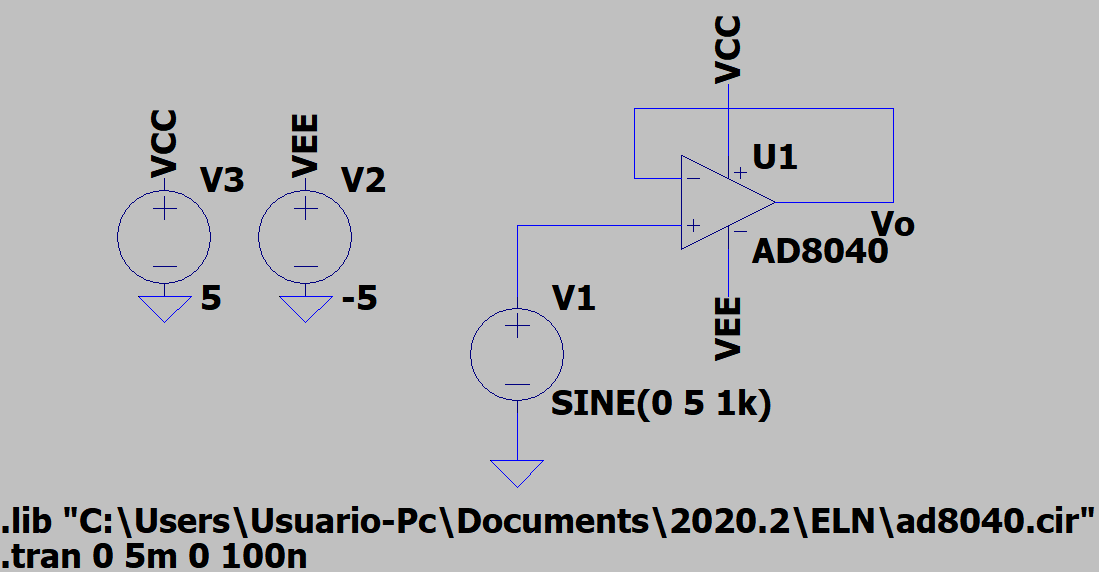 VCC
VCC
VEE
V3
V2
U1
+
-
+
-
+
-
+
-
Vo
AD8040
5
-5
V1
VEE
+
-
SINE(0 5 1k)
.lib "C:\Users\Usuario-Pc\Documents\2020.2\ELN\ad8040.cir"
.tran 0 5m 0 100n